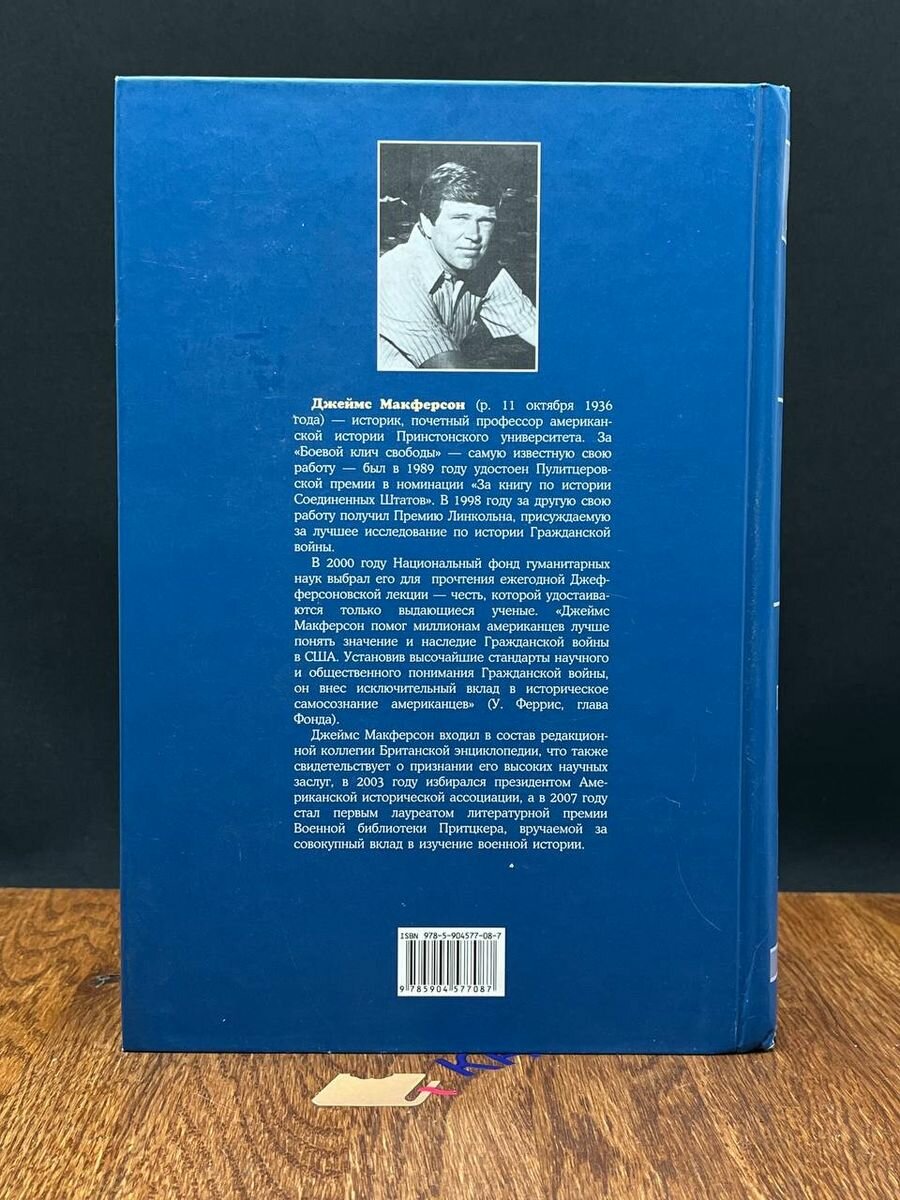 Джеймс Макферсон (р. 11 октября 1936
года) — историк, почетный профессор американ-
ской истории Принстонского университета. За
«Боевой клич свободы» — самую известную свою
работу — был в 1989 году удостоен Пулитцеров-
ской премии в номинации «За книгу по истории
Соединенных Штатов». В 1998 году за другую свою
работу получил Премию Линкольна, присуждаемую
за лучшее исследование по истории Гражданской
войны.
В 2000 году Национальный фонд гуманитарных
наук выбрал его для прочтения ежегодной Джеф-
ферсоновской лекции — честь, которой удостаива-
ются только выдающиеся ученые. «Джеймс
Макферсон помог миллионам американцев лучше
понять значение и наследие Гражданской войны
в США. Установив высочайшие стандарты научного
и общественного понимания Гражданской войны,
он внес исключительный вклад в историческое
самосознание американцев» (У. Феррис, глава
Фонда).
Джеймс Макферсон входил в состав редакцион-
ной коллегии Британской энциклопедии, что также
свидетельствует о признании его высоких научных
заслуг, в 2003 году избирался президентом Аме-
риканской исторической ассоциации, а в 2007 году
стал первым лауреатом литературной премии
Военной библиотеки Притцкера, вручаемой за
совокупный вклад в изучение военной истории.
ISBN 978-5-904577-08-7
9 785904 577087